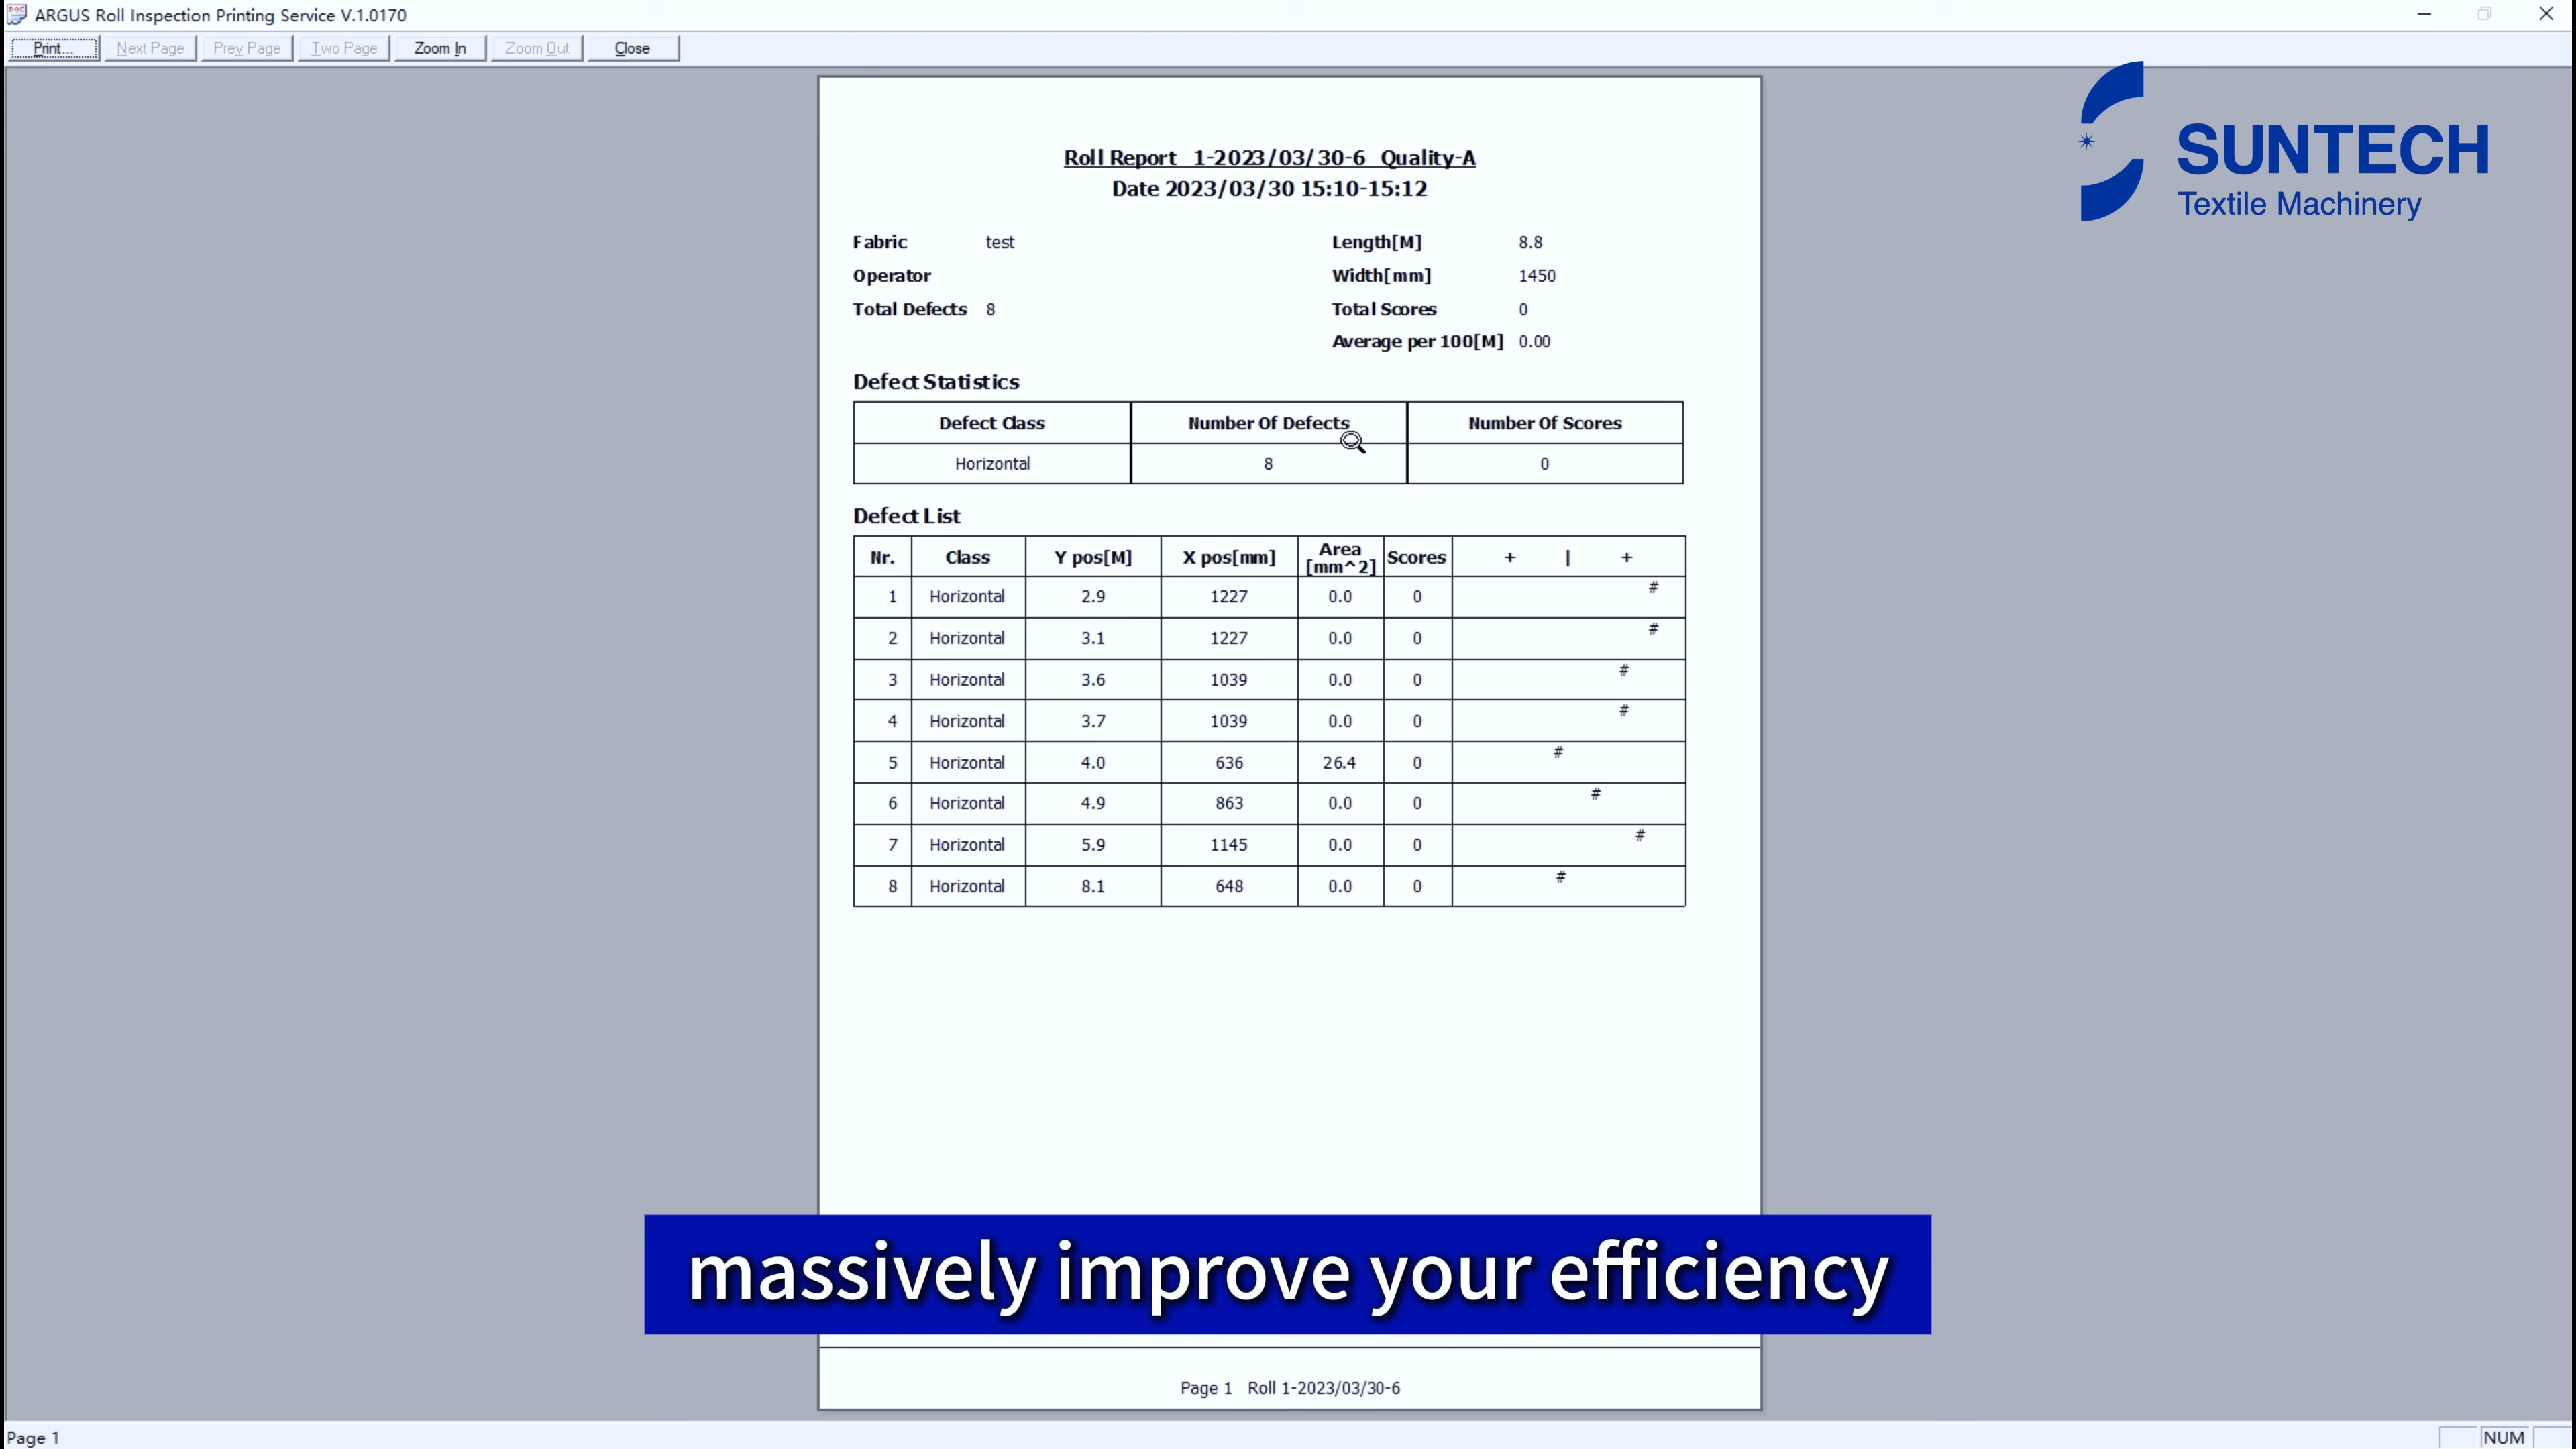 ARGUS Roll Inspection Printing Service V.1.0170
Print... Next Page Prev Page Two Page Zoom In Zoom Out Close
SUNTECH
Textile Machinery
Roll Report 1-2023/03/30-6 Quality-A
Date 2023/03/30 15:10-15:12
Fabric test Length[M] 8.8
Operator Width[mm] 1450
Total Defects 8 Total Scores 0
Average per 100[M] 0.00
Defect Statistics
Defect Class Number Of Defects Number Of Scores
Horizontal 8 0
Defect List
Nr. Class Y pos[M] X pos[mm] Area [mm^2] Scores + | +
1 Horizontal 2.9 1227 0.0 0 #
2 Horizontal 3.1 1227 0.0 0 #
3 Horizontal 3.6 1039 0.0 0 #
4 Horizontal 3.7 1039 0.0 0 #
5 Horizontal 4.0 636 26.4 0 #
6 Horizontal 4.9 863 0.0 0 #
7 Horizontal 5.9 1145 0.0 0 #
8 Horizontal 8.1 648 0.0 0 #
massively improve your efficiency
Page 1 Roll 1-2023/03/30-6
Page 1 NUM